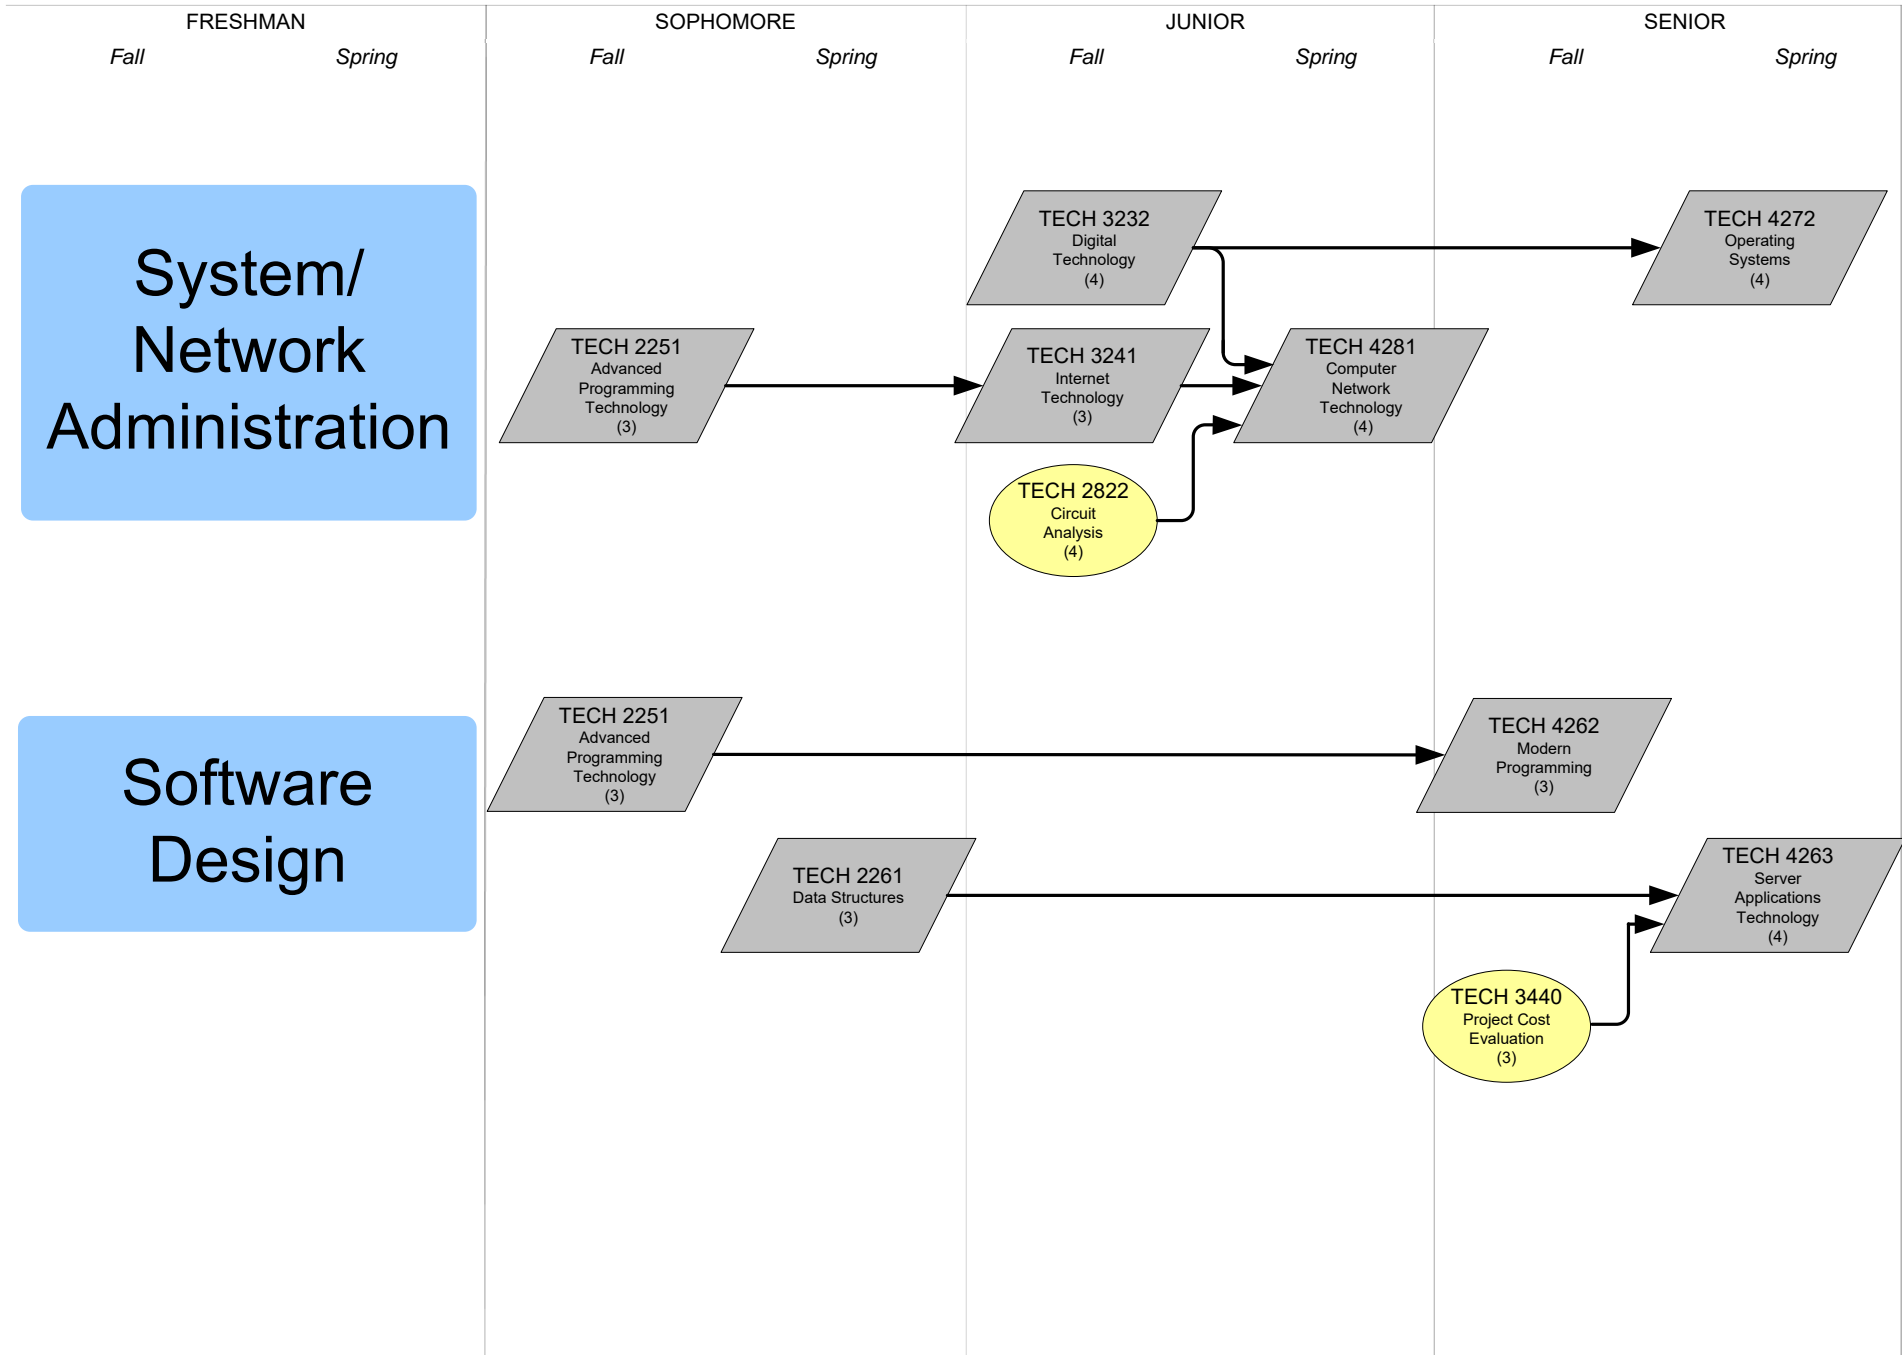 FRESHMAN
SOPHOMORE
JUNIOR
SENIOR
Fall
Spring
Fall
Spring
Fall
Spring
Fall
Spring
System/
Network
Administration
TECH 3232
Digital
Technology
(4)
TECH 4272
Operating
Systems
(4)
TECH 2251
Advanced
Programming
Technology
(3)
TECH 3241
Internet
Technology
(3)
TECH 4281
Computer
Network
Technology
(4)
TECH 2822
Circuit
Analysis
(4)
Software
Design
TECH 2251
Advanced
Programming
Technology
(3)
TECH 4262
Modern
Programming
(3)
TECH 2261
Data Structures
(3)
TECH 4263
Server
Applications
Technology
(4)
TECH 3440
Project Cost
Evaluation
(3)